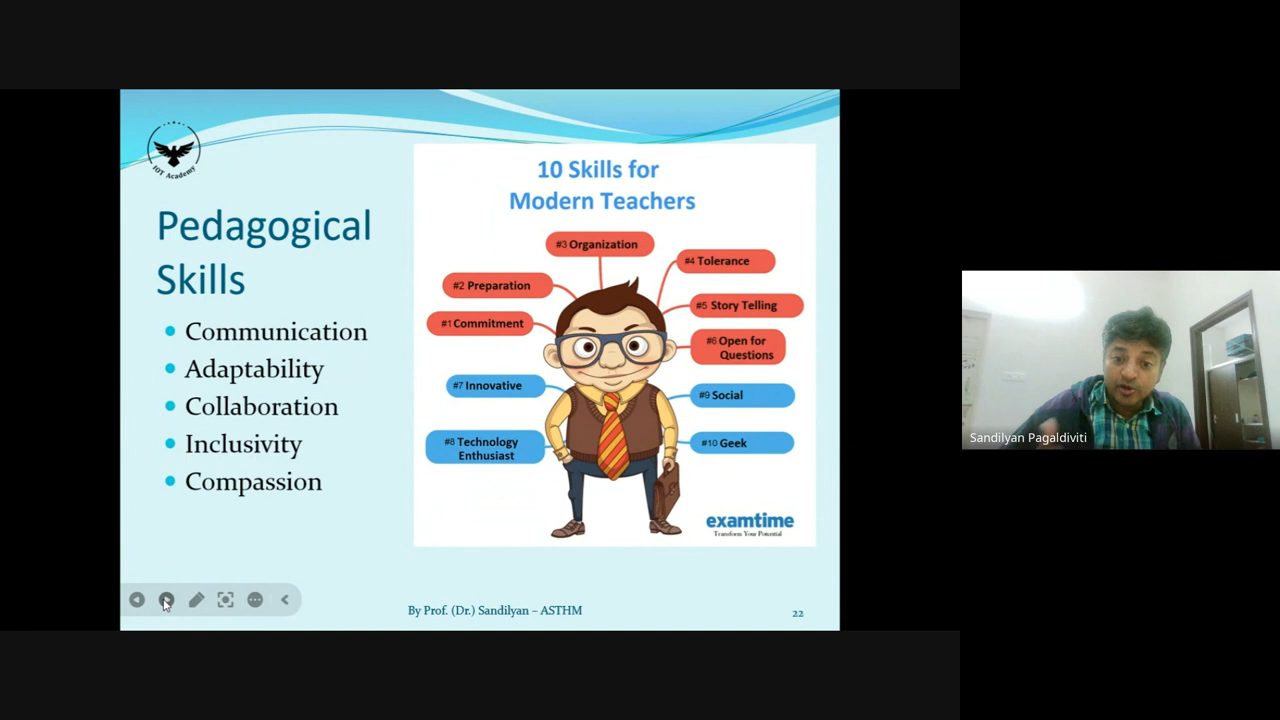 IOT Academy
Pedagogical
Skills
Communication
Adaptability
Collaboration
Inclusivity
Compassion
10 Skills for
Modern Teachers
#3 Organization
#4 Tolerance
#2 Preparation
#5 Story Telling
#1 Commitment
#6 Open for
Questions
#7 Innovative
#9 Social
#8 Technology
Enthusiast
#10 Geek
examtime
Transform Your Potential
By Prof. (Dr.) Sandilyan – ASTHM
22
Sandilyan Pagaldiviti